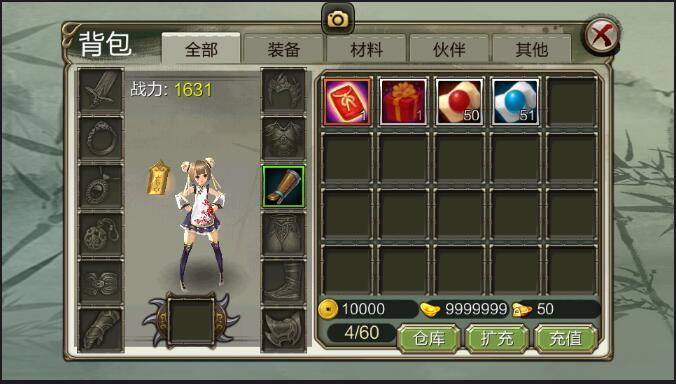 背包
全部 装备 材料 伙伴 其他
战力: 1631
1 1 50 51
10000 9999999 50
4/60 仓库 扩充 充值